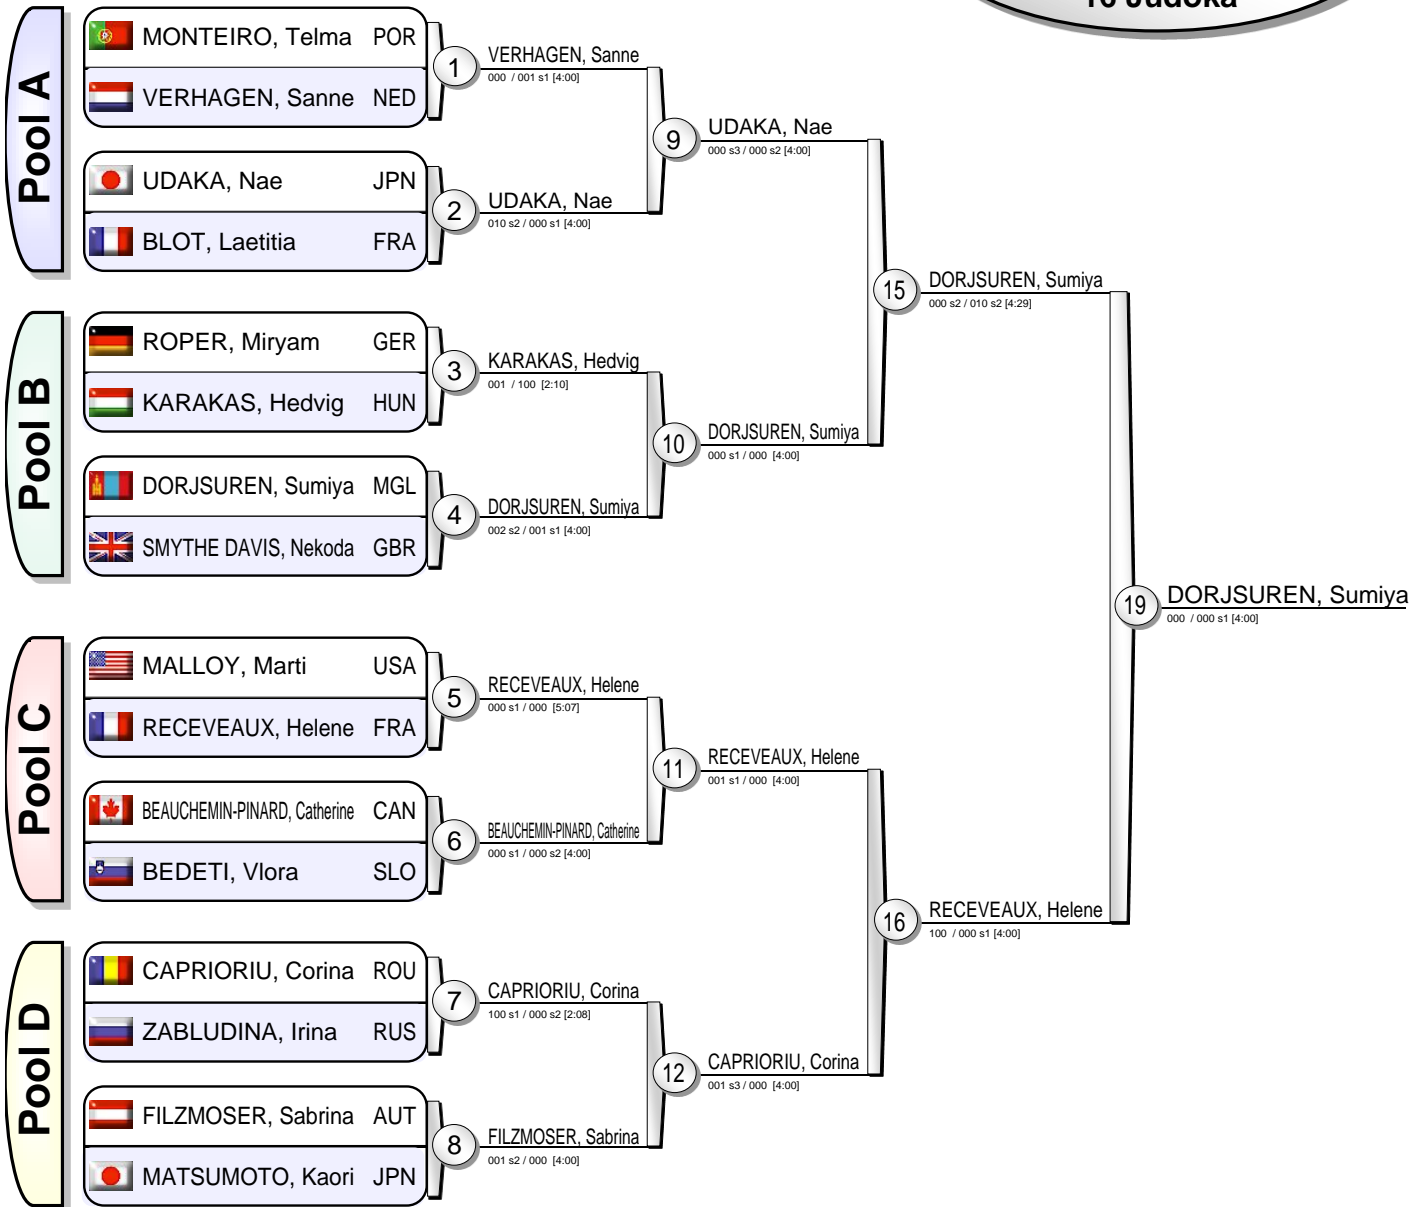 16 Judoka
Pool A
MONTEIRO, Telma POR
VERHAGEN, Sanne NED
UDAKA, Nae JPN
BLOT, Laetitia FRA
Pool B
ROPER, Miryam GER
KARAKAS, Hedvig HUN
DORJSUREN, Sumiya MGL
SMYTHE DAVIS, Nekoda GBR
Pool C
MALLOY, Marti USA
RECEVEAUX, Helene FRA
BEAUCHEMIN-PINARD, Catherine CAN
BEDETI, Vlora SLO
Pool D
CAPRIORIU, Corina ROU
ZABLUDINA, Irina RUS
FILZMOSER, Sabrina AUT
MATSUMOTO, Kaori JPN
1
VERHAGEN, Sanne
000 / 001 s1 [4:00]
2
UDAKA, Nae
010 s2 / 000 s1 [4:00]
3
KARAKAS, Hedvig
001 / 100 [2:10]
4
DORJSUREN, Sumiya
002 s2 / 001 s1 [4:00]
5
RECEVEAUX, Helene
000 s1 / 000 [5:07]
6
BEAUCHEMIN-PINARD, Catherine
000 s1 / 000 s2 [4:00]
7
CAPRIORIU, Corina
100 s1 / 000 s2 [2:08]
8
FILZMOSER, Sabrina
001 s2 / 000 [4:00]
9
UDAKA, Nae
000 s3 / 000 s2 [4:00]
10
DORJSUREN, Sumiya
000 s1 / 000 [4:00]
11
RECEVEAUX, Helene
001 s1 / 000 [4:00]
12
CAPRIORIU, Corina
001 s3 / 000 [4:00]
15
DORJSUREN, Sumiya
000 s2 / 010 s2 [4:29]
16
RECEVEAUX, Helene
100 / 000 s1 [4:00]
19
DORJSUREN, Sumiya
000 / 000 s1 [4:00]